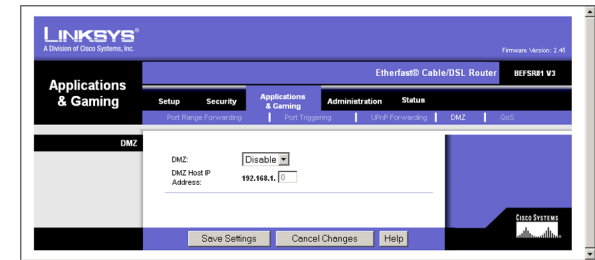 LINKSYS®
A Division of Cisco Systems, Inc.
Firmware Version: 2.46
Etherfast® Cable/DSL Router BEFSR81 V3
Applications & Gaming
Setup Security Applications & Gaming Administration Status
Port Range Forwarding | Port Triggering | UPnP Forwarding | DMZ | QoS
DMZ
DMZ: Disable
DMZ Host IP Address: 192.168.1. 0
CISCO SYSTEMS
Save Settings Cancel Changes Help